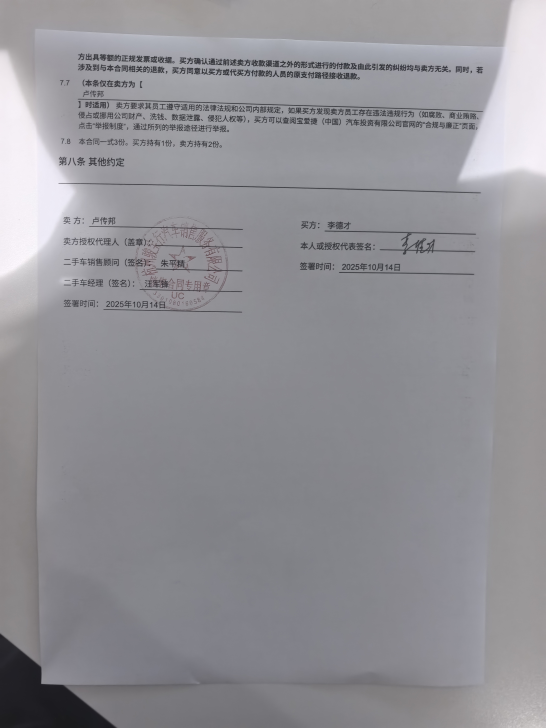 方出具等额的正规发票或收据。买方确认通过前述卖方收款渠道之外的形式进行的付款及由此引发的纠纷均与卖方无关。同时，若
涉及到与本合同相关的退款，买方同意以买方或代买方付款的人员的原支付路径接收退款。
7.7 （本条仅在卖方为【
卢传邦
】时适用） 卖方要求其员工遵守适用的法律法规和公司内部规定，如果买方发现卖方员工存在违法违规行为（如腐败、商业贿赂、
侵占或挪用公司财产、洗钱、数据泄露、侵犯人权等），买方可以查阅宝爱捷（中国）汽车投资有限公司官网的“合规与廉正”页面，
点击“举报制度”，通过所列的举报途径进行举报。
7.8 本合同一式3份。买方持有1份，卖方持有2份。
第八条 其他约定
卖 方： 卢传邦
卖方授权代理人（盖章）：
二手车销售顾问（签名）： 朱平精
二手车经理（签名）： 汪军锋
签署时间： 2025年10月14日
合同专用章
UC
买方： 李德才
本人或授权代表签名： 李德才
签署时间： 2025年10月14日